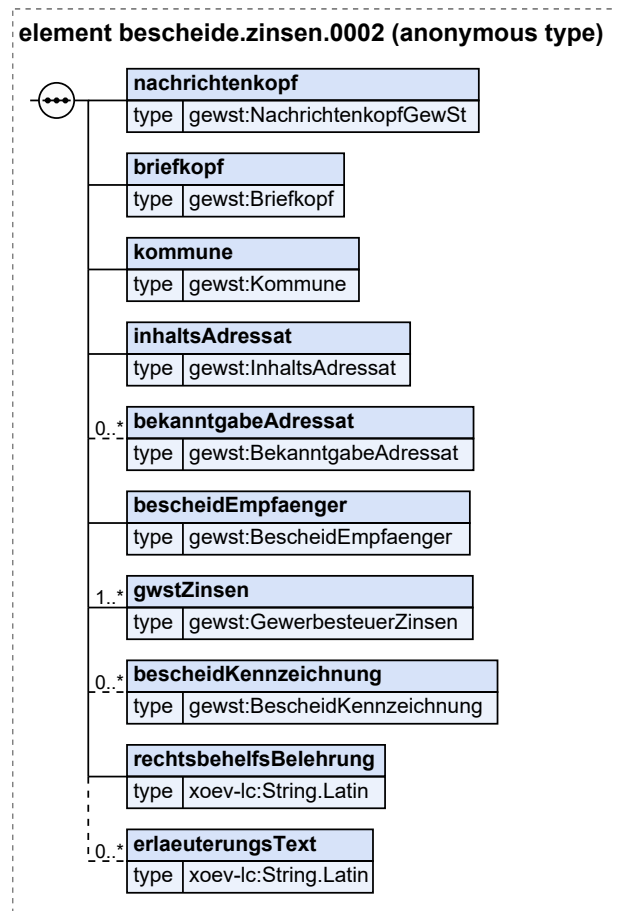 element bescheide.zinsen.0002 (anonymous type)
nachrichtenkopf
type gewst:NachrichtenkopfGewSt
briefkopf
type gewst:Briefkopf
kommune
type gewst:Kommune
inhaltsAdressat
type gewst:InhaltsAdressat
0..* bekanntgabeAdressat
type gewst:BekanntgabeAdressat
bescheidEmpfaenger
type gewst:BescheidEmpfaenger
1..* gwstZinsen
type gewst:GewerbesteuerZinsen
0..* bescheidKennzeichnung
type gewst:BescheidKennzeichnung
rechtsbehelfsBelehrung
type xoev-lc:String.Latin
0..* erlaeuterungsText
type xoev-lc:String.Latin